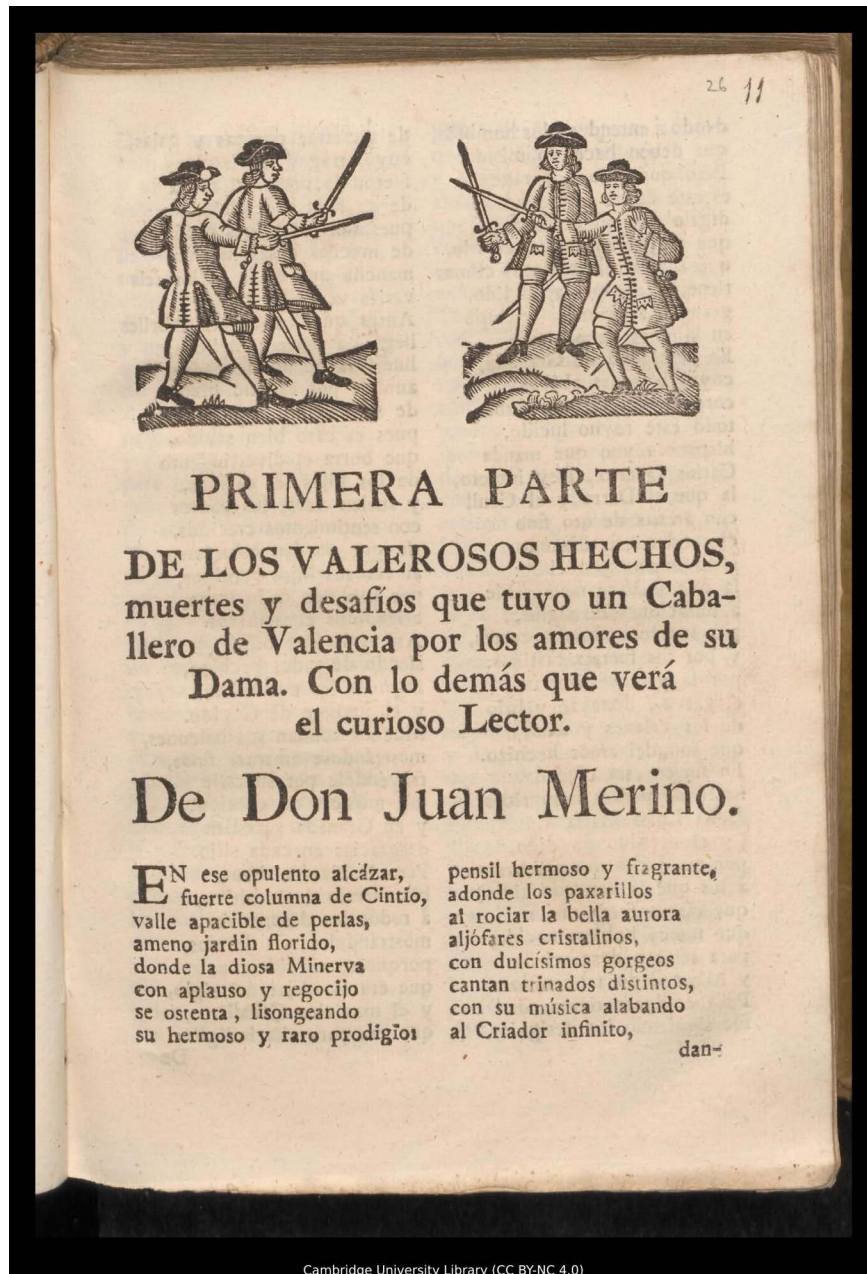 26 11
PRIMERA PARTE
DE LOS VALEROSOS HECHOS,
muertes y desafíos que tuvo un Caba-
llero de Valencia por los amores de su
Dama. Con lo demás que verá
el curioso Lector.
De Don Juan Merino.
EN ese opulento alcázar,
fuerte columna de Cintio,
valle apacible de perlas,
ameno jardin florido,
donde la diosa Minerva
con aplauso y regocijo
se ostenta, lisongeando
su hermoso y raro prodigio:
pensil hermoso y fragrante,
adonde los paxarillos
al rociar la bella aurora
aljófares cristalinos,
con dulcísimos gorgeos
cantan trinados distintos,
con su música alabando
al Criador infinito,
dan-
Cambridge University Library (CC BY-NC 4.0)